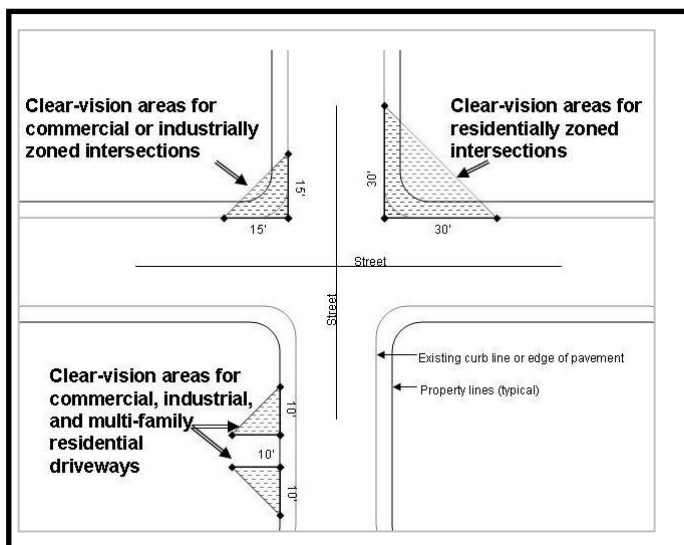 Clear-vision areas for
commercial or industrially
zoned intersections
Clear-vision areas for
residentially zoned
intersections
15'
15'
30'
30'
Street
Street
Existing curb line or edge of pavement
Property lines (typical)
Clear-vision areas for
commercial, industrial,
and multi-family
residential
driveways
10'
10'
10'